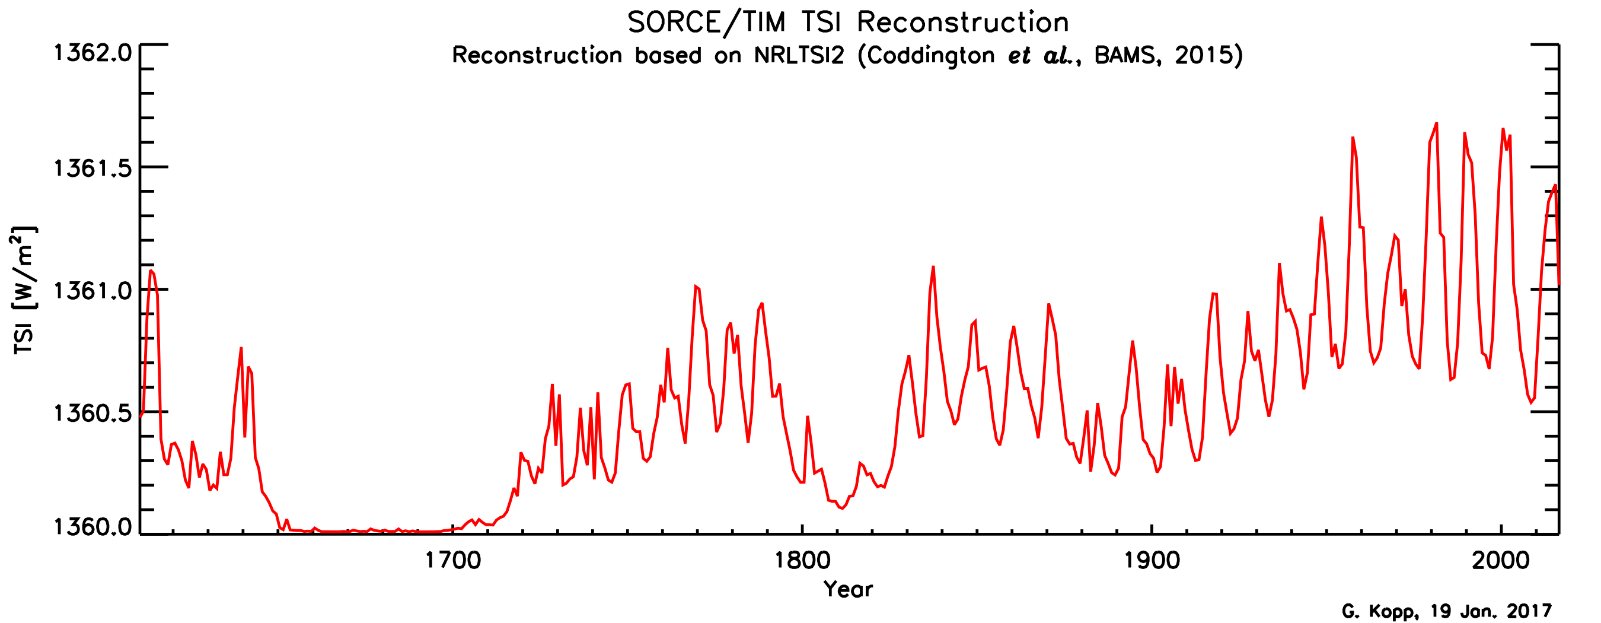 SORCE/TIM TSI Reconstruction
Reconstruction based on NRLTSI2 (Coddington et al., BAMS, 2015)
TSI [W/m²]
1362.0
1361.5
1361.0
1360.5
1360.0
1700 1800 1900 2000
Year
G. Kopp, 19 Jan. 2017